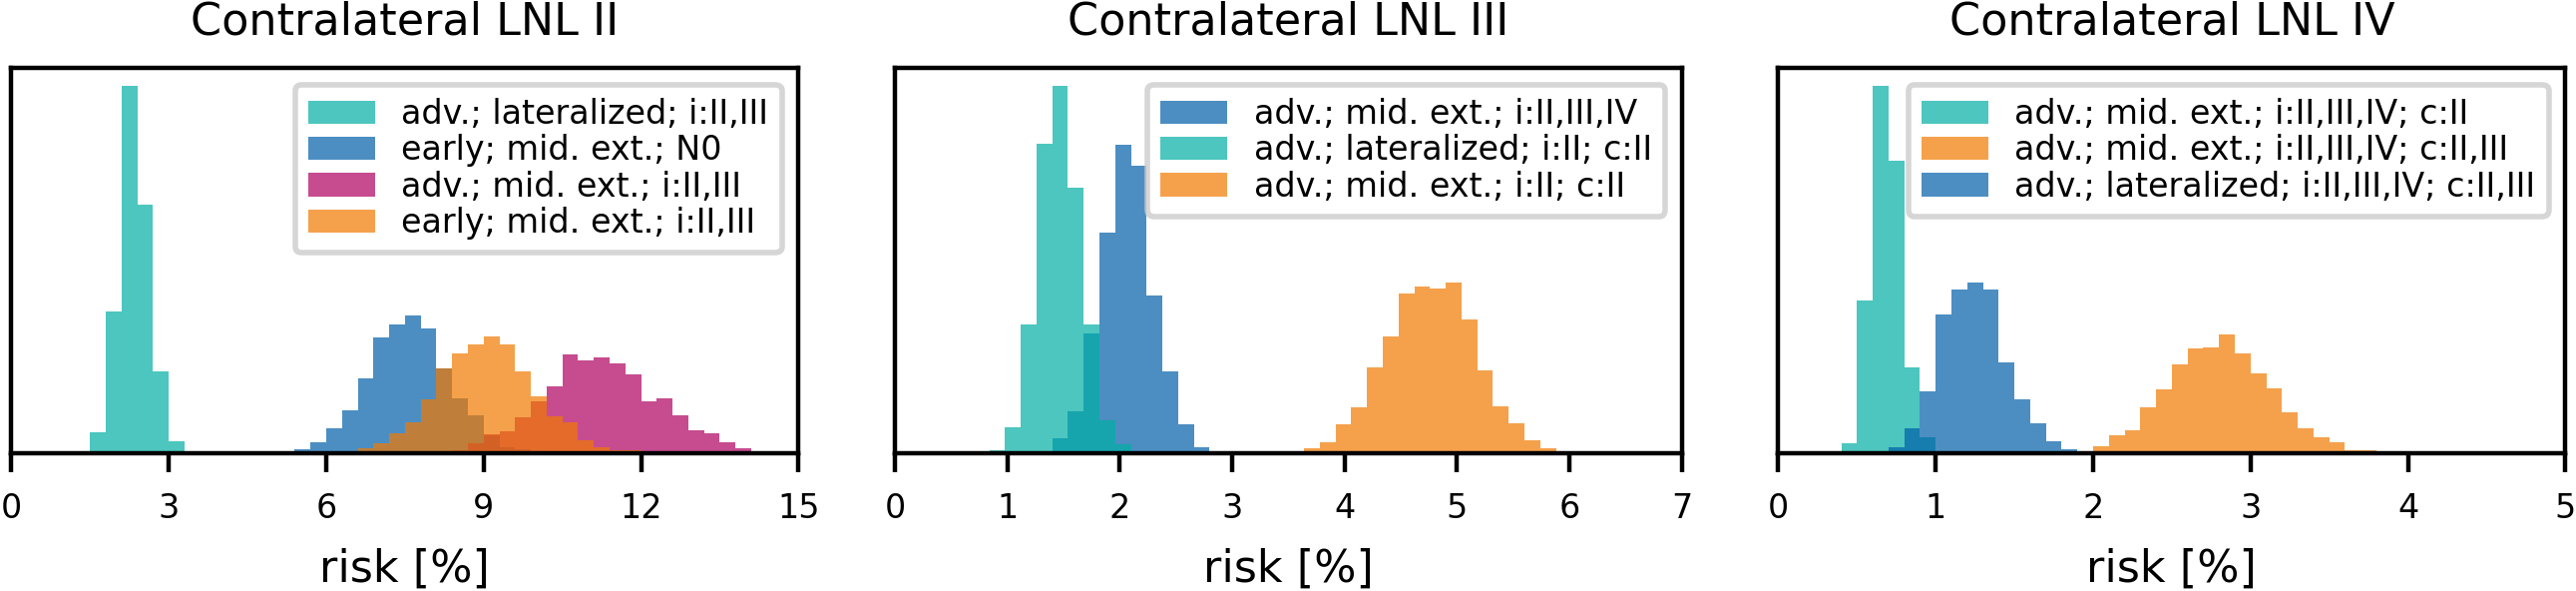 Contralateral LNL II
adv.; lateralized; i:II,III
early; mid. ext.; N0
adv.; mid. ext.; i:II,III
early; mid. ext.; i:II,III
0 3 6 9 12 15
risk [%]
Contralateral LNL III
adv.; mid. ext.; i:II,III,IV
adv.; lateralized; i:II; c:II
adv.; mid. ext.; i:II; c:II
0 1 2 3 4 5 6 7
risk [%]
Contralateral LNL IV
adv.; mid. ext.; i:II,III,IV; c:II
adv.; mid. ext.; i:II,III,IV; c:II,III
adv.; lateralized; i:II,III,IV; c:II,III
0 1 2 3 4 5
risk [%]